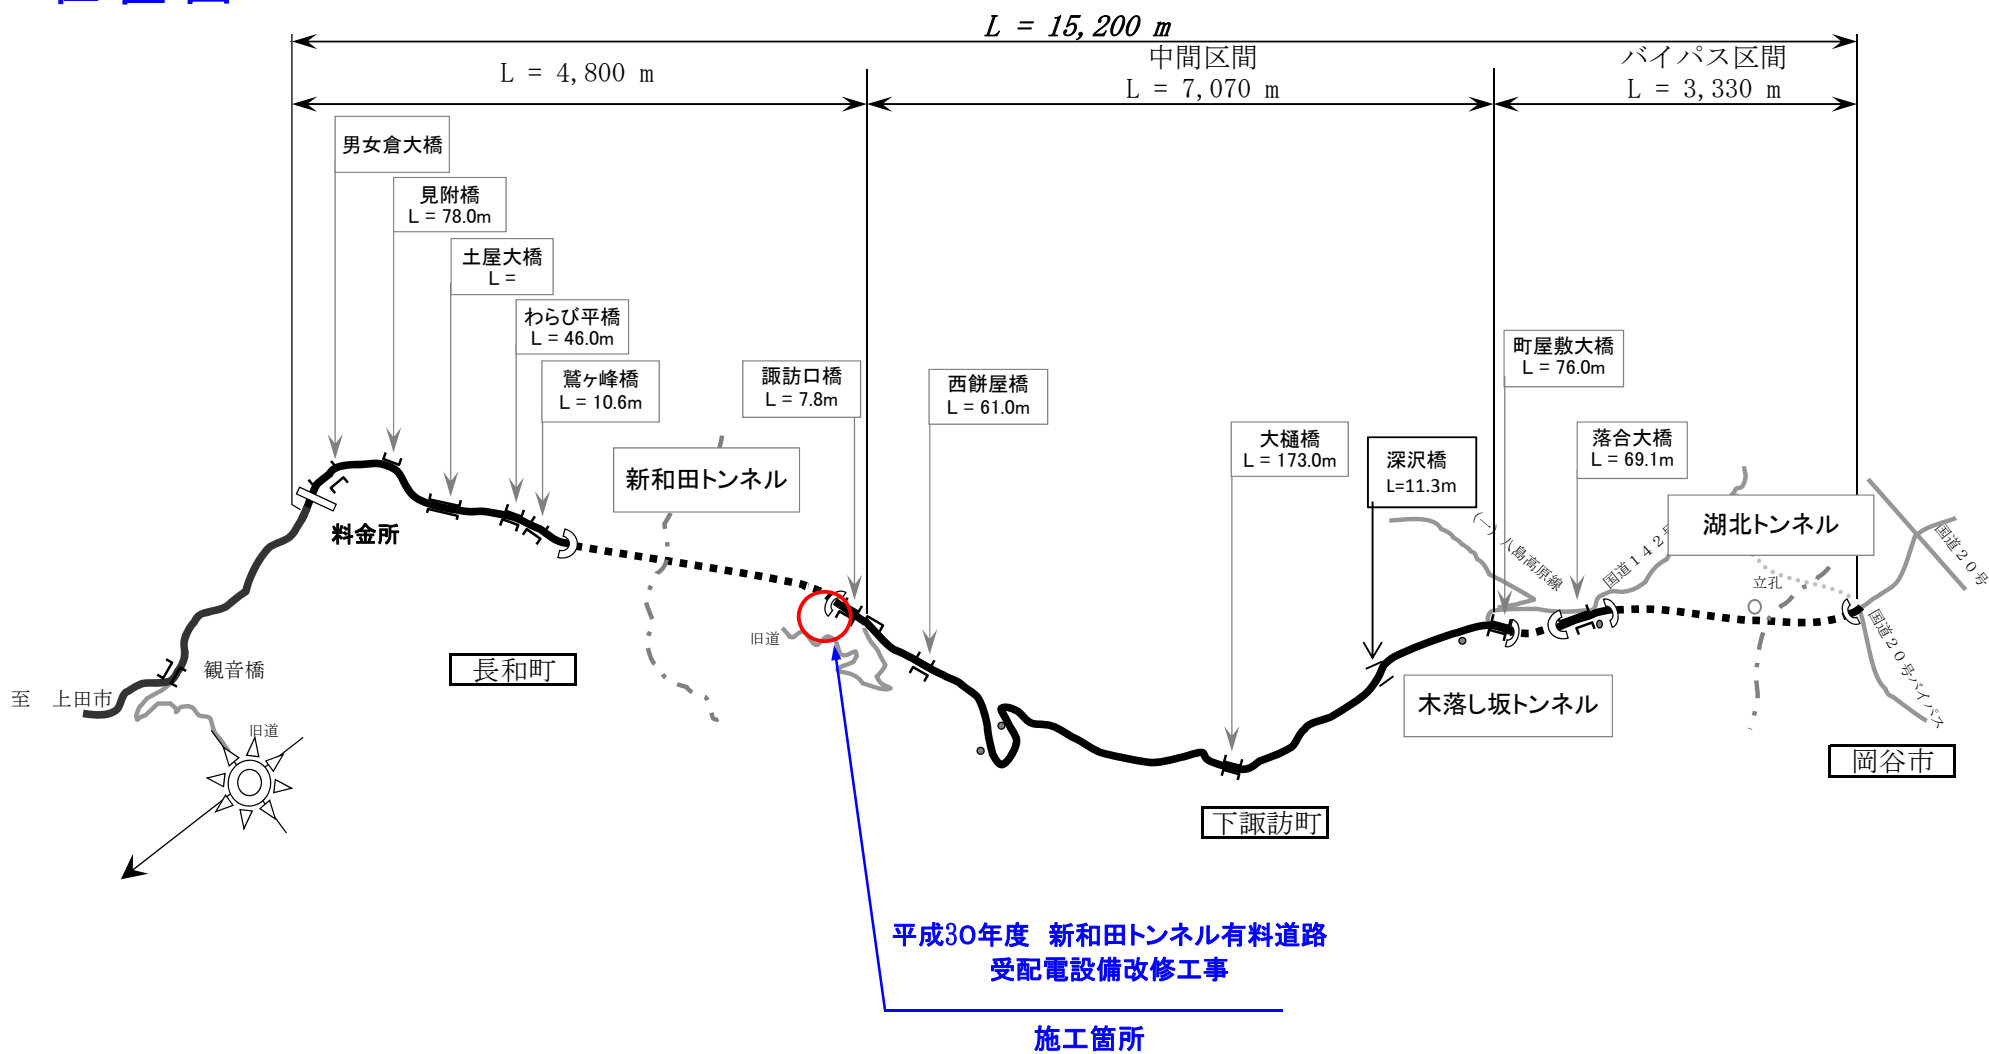 L = 15,200 m
L = 4,800 m
中間区間
L = 7,070 m
バイパス区間
L = 3,330 m
男女倉大橋
見附橋
L = 78.0m
土屋大橋
L =
わらび平橋
L = 46.0m
鷲ヶ峰橋
L = 10.6m
新和田トンネル
諏訪口橋
L = 7.8m
西餅屋橋
L = 61.0m
大樋橋
L = 173.0m
深沢橋
L=11.3m
町屋敷大橋
L = 76.0m
落合大橋
L = 69.1m
湖北トンネル
料金所
(一)八島高原線
国道142号
立孔
国道20号
国道20号バイパス
旧道
観音橋
至 上田市
旧道
長和町
木落し坂トンネル
岡谷市
下諏訪町
平成30年度 新和田トンネル有料道路
受配電設備改修工事
施工箇所